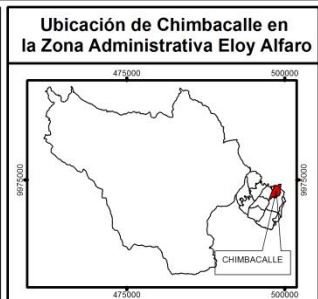 Ubicación de Chimbacalle en
la Zona Administrativa Eloy Alfaro
475000
500000
9975000
9975000
CHIMBACALLE
475000
500000